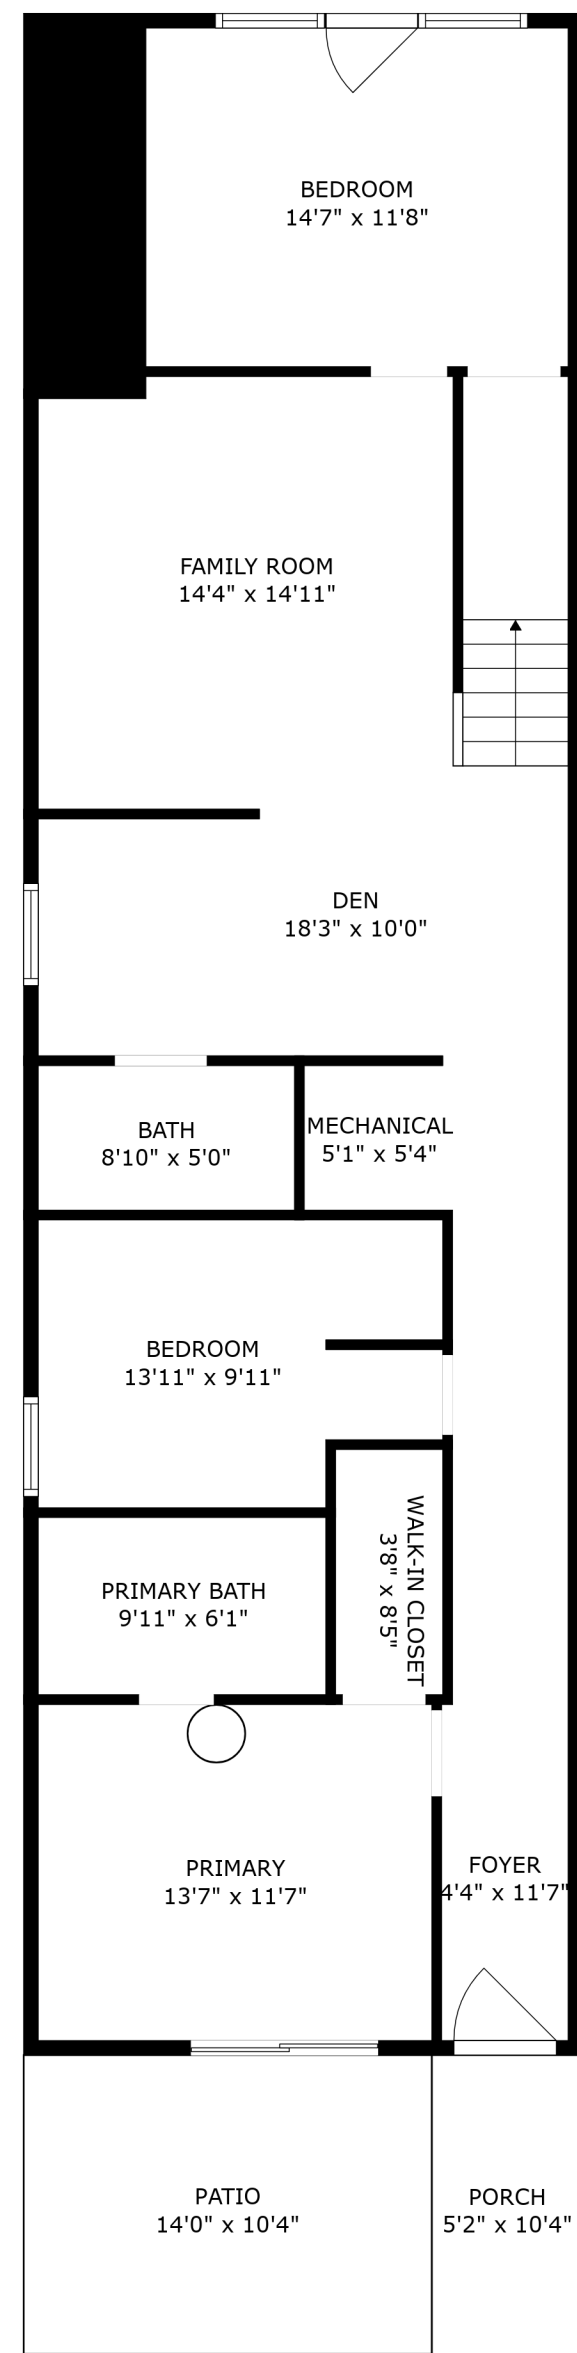 BEDROOM
14'7" x 11'8"
FAMILY ROOM
14'4" x 14'11"
DEN
18'3" x 10'0"
BATH
8'10" x 5'0"
MECHANICAL
5'1" x 5'4"
BEDROOM
13'11" x 9'11"
WALK-IN CLOSET
3'8" x 8'5"
PRIMARY BATH
9'11" x 6'1"
PRIMARY
13'7" x 11'7"
FOYER
4'4" x 11'7"
PATIO
14'0" x 10'4"
PORCH
5'2" x 10'4"